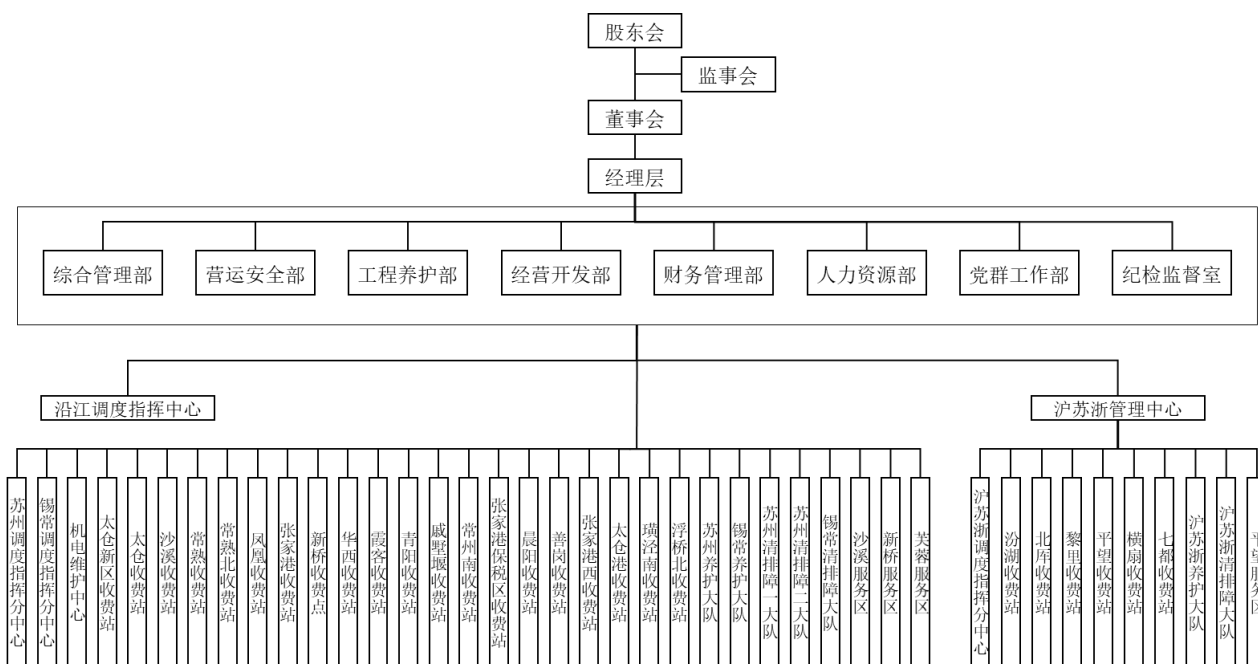 股东会
监事会
董事会
经理层
综合管理部
营运安全部
工程养护部
经营开发部
财务管理部
人力资源部
党群工作部
纪检监督室
沿江调度指挥中心
沪苏浙管理中心
苏州调度指挥分中心
锡常调度指挥分中心
机电维护中心
太仓新区收费站
太仓收费站
沙溪收费站
常熟收费站
常熟北收费站
凤凰收费站
张家港收费站
新桥收费点
华西收费站
霞客收费站
青阳收费站
戚墅堰收费站
常州南收费站
张家港保税区收费站
晨阳收费站
善岗收费站
张家港西收费站
太仓港收费站
璜泾南收费站
浮桥北收费站
苏州养护大队
锡常养护大队
苏州清排障一大队
苏州清排障二大队
锡常清排障大队
沙溪服务区
新桥服务区
芙蓉服务区
沪苏浙调度指挥分中心
汾湖收费站
北厍收费站
黎里收费站
平望收费站
横扇收费站
七都收费站
沪苏浙养护大队
沪苏浙清排障大队
平望服务区